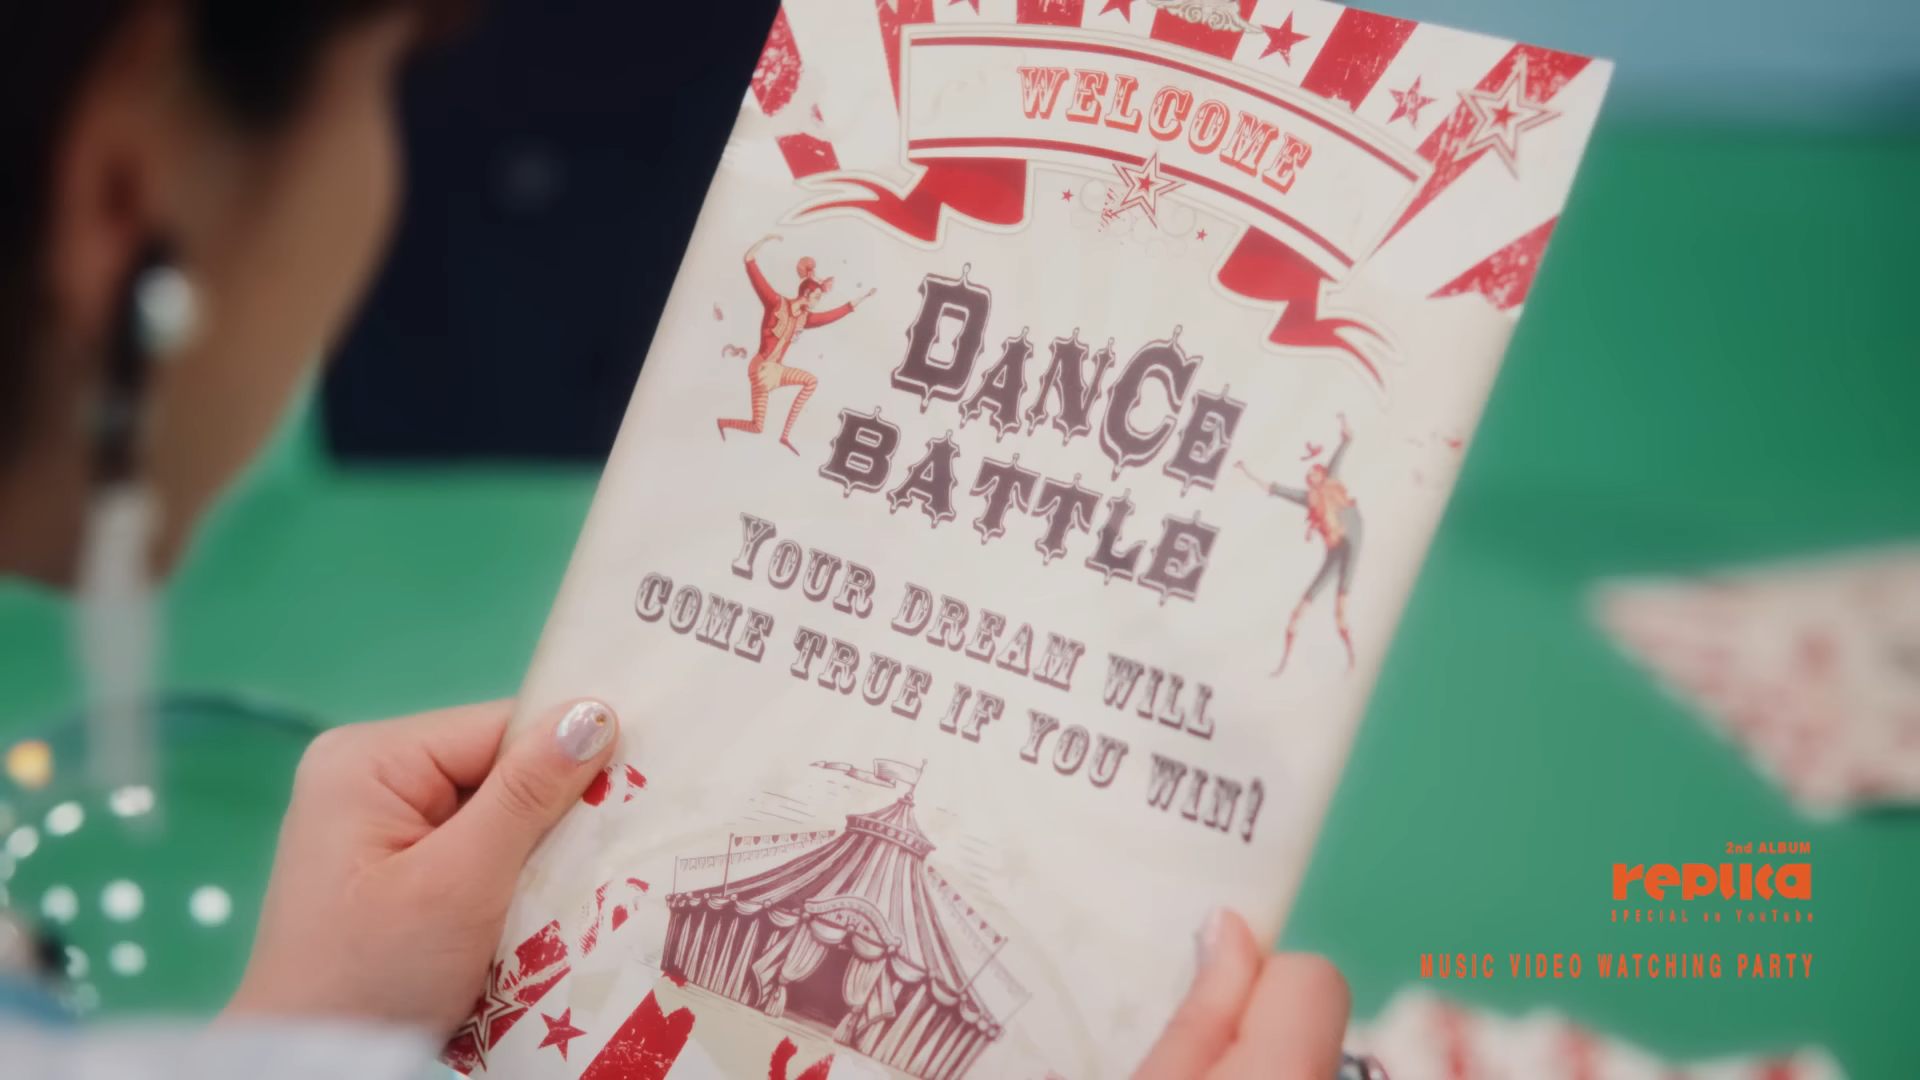 WELCOME
DANCE
BATTLE
YOUR DREAM WILL
COME TRUE IF YOU WIN!
2nd ALBUM
replica
SPECIAL on YouTube
MUSIC VIDEO WATCHING PARTY